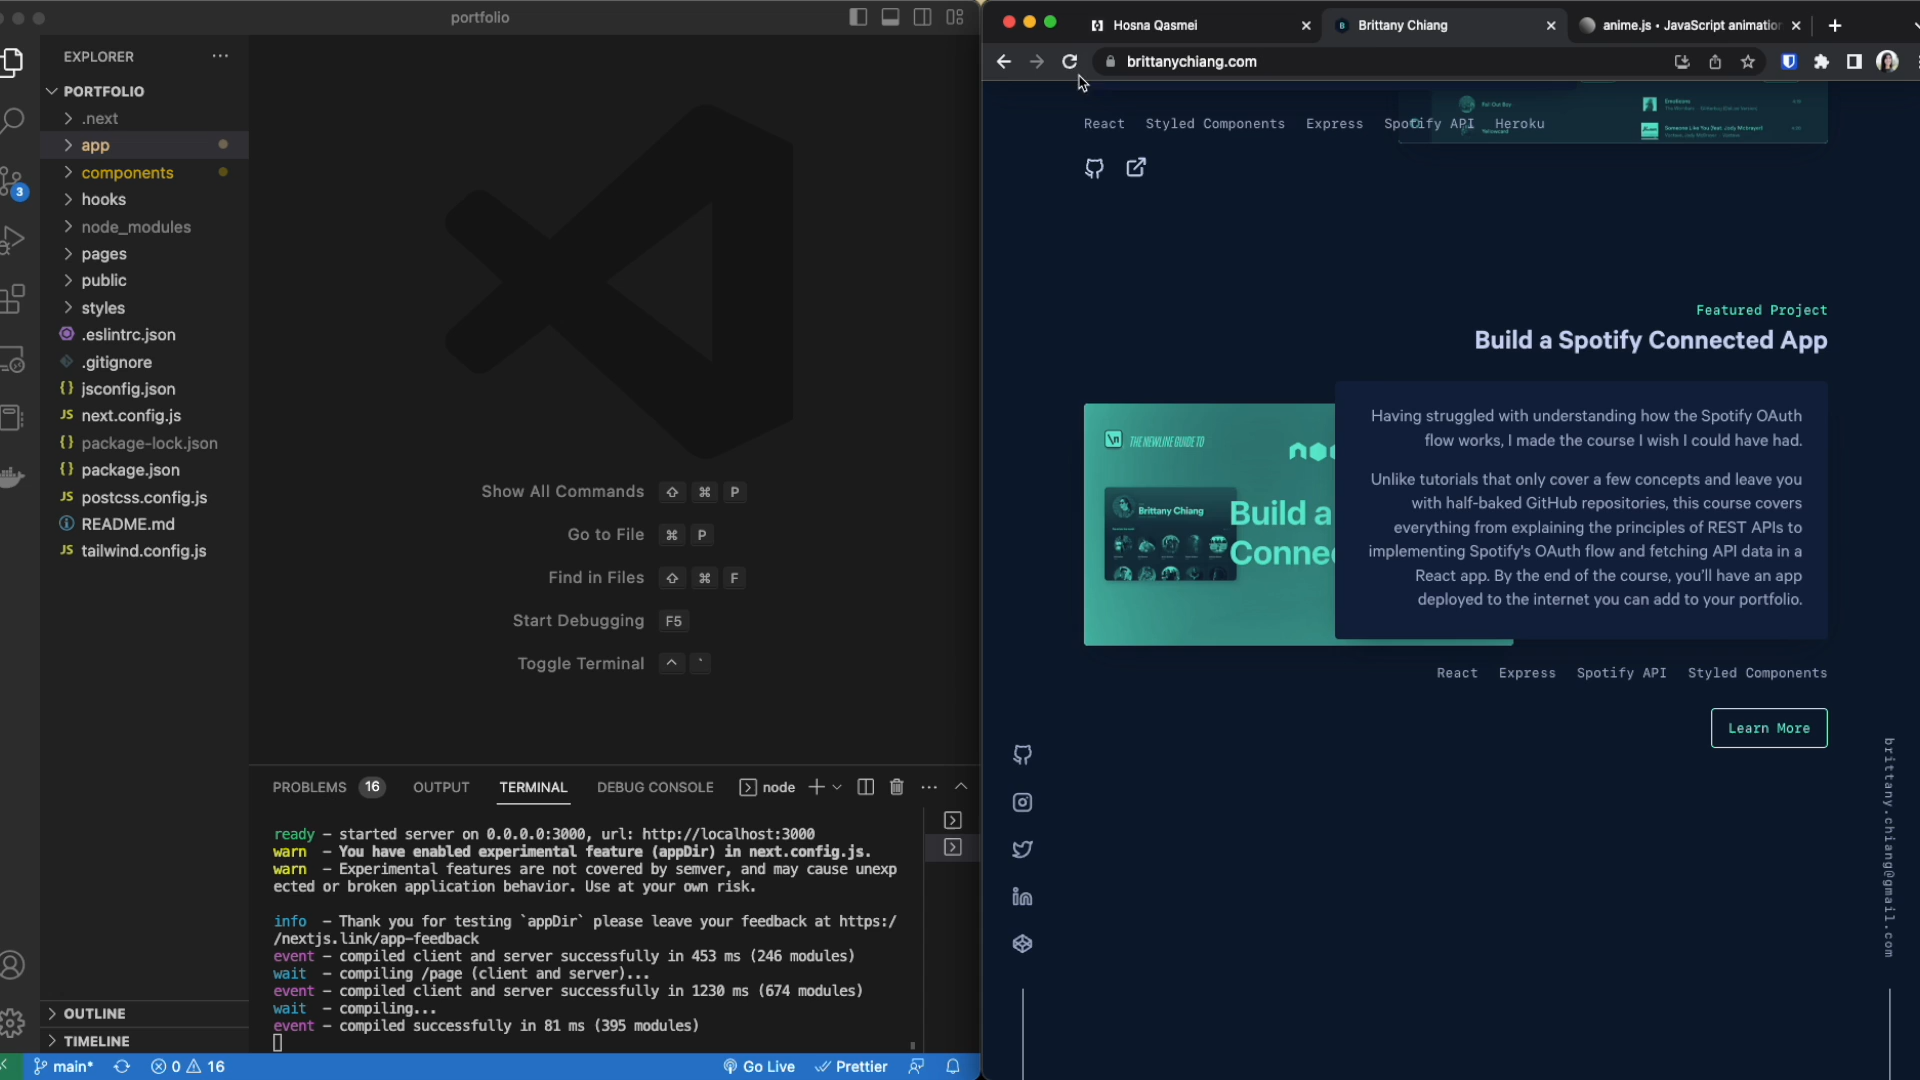 portfolio
EXPLORER
PORTFOLIO
.next
app
components
hooks
node_modules
pages
public
styles
.eslintrc.json
.gitignore
{} jsconfig.json
JS next.config.js
{} package-lock.json
{} package.json
JS postcss.config.js
README.md
JS tailwind.config.js
OUTLINE
TIMELINE
3
Show All Commands ⇧ ⌘ P
Go to File ⌘ P
Find in Files ⇧ ⌘ F
Start Debugging F5
Toggle Terminal ^ `
PROBLEMS 16 OUTPUT TERMINAL DEBUG CONSOLE node
ready - started server on 0.0.0.0:3000, url: http://localhost:3000
warn - You have enabled experimental feature (appDir) in next.config.js.
warn - Experimental features are not covered by semver, and may cause unexp
ected or broken application behavior. Use at your own risk.
info - Thank you for testing `appDir` please leave your feedback at https:/
/nextjs.link/app-feedback
event - compiled client and server successfully in 453 ms (246 modules)
wait - compiling /page (client and server)...
event - compiled client and server successfully in 1230 ms (674 modules)
wait - compiling...
event - compiled successfully in 81 ms (395 modules)
main* 0 16 Go Live Prettier
Hosna Qasmei
Brittany Chiang
anime.js • JavaScript animation
brittanychiang.com
React Styled Components Express Spotify API Heroku
Featured Project
Build a Spotify Connected App
THE NEWLINE GUIDE TO
Brittany Chiang
Build a
Conne
Having struggled with understanding how the Spotify OAuth
flow works, I made the course I wish I could have had.
Unlike tutorials that only cover a few concepts and leave you
with half-baked GitHub repositories, this course covers
everything from explaining the principles of REST APIs to
implementing Spotify's OAuth flow and fetching API data in a
React app. By the end of the course, you'll have an app
deployed to the internet you can add to your portfolio.
React Express Spotify API Styled Components
Learn More
brittany.chiang@gmail.com